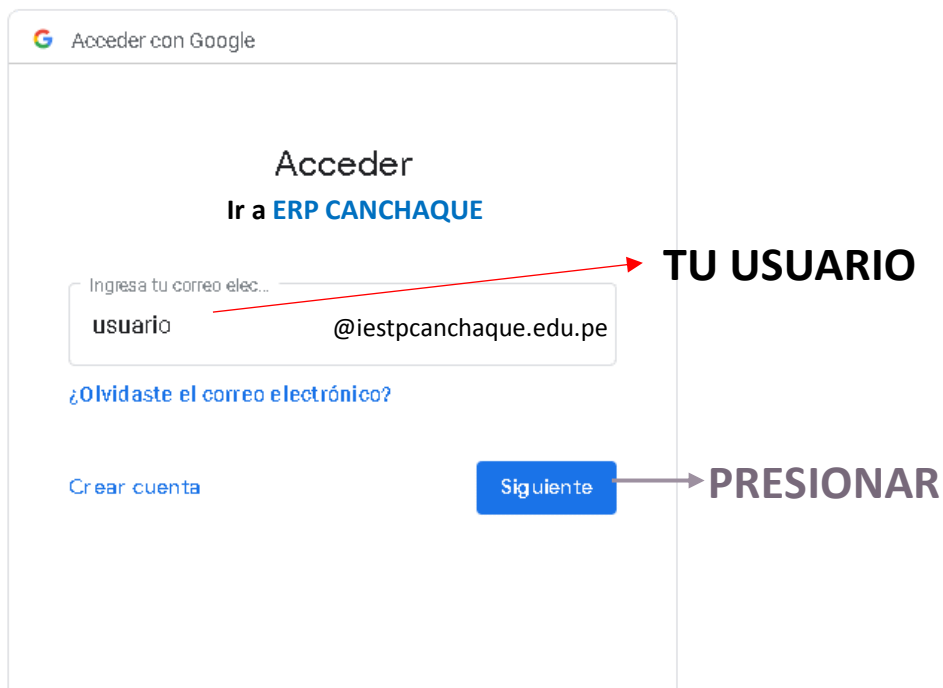 Acceder con Google
Acceder
Ir a ERP CANCHAQUE
TU USUARIO
Ingresa tu correo elec...
usuario @iestpcanchaque.edu.pe
¿Olvidaste el correo electrónico?
Crear cuenta
Siguiente
PRESIONAR